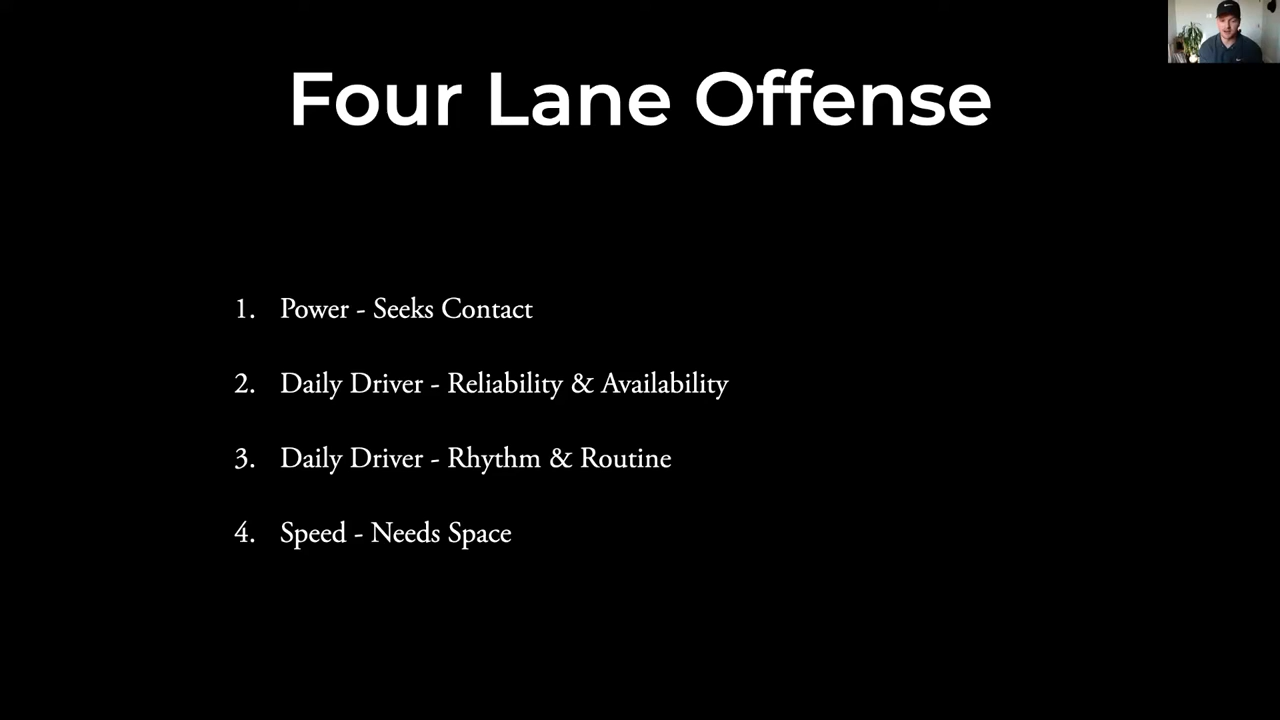 Four Lane Offense
1. Power - Seeks Contact
2. Daily Driver - Reliability & Availability
3. Daily Driver - Rhythm & Routine
4. Speed - Needs Space